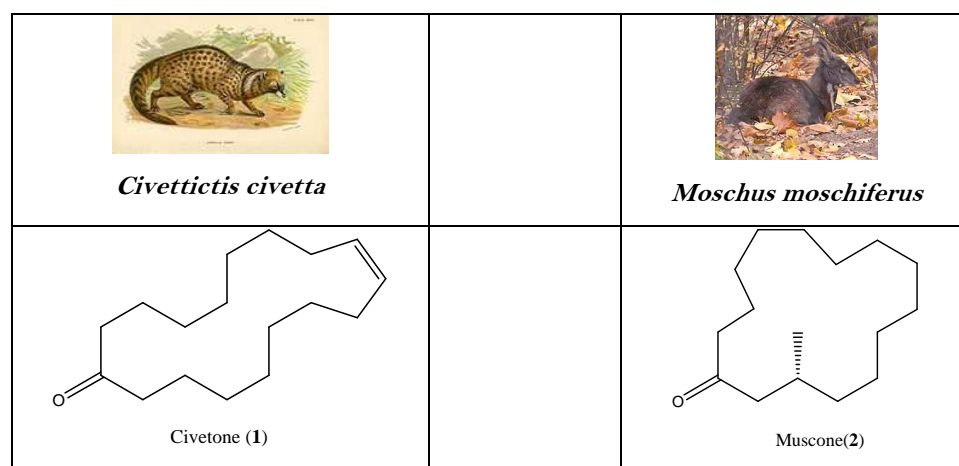 Civettictis civetta
Moschus moschiferus
O
Civetone (1)
O
Muscone(2)